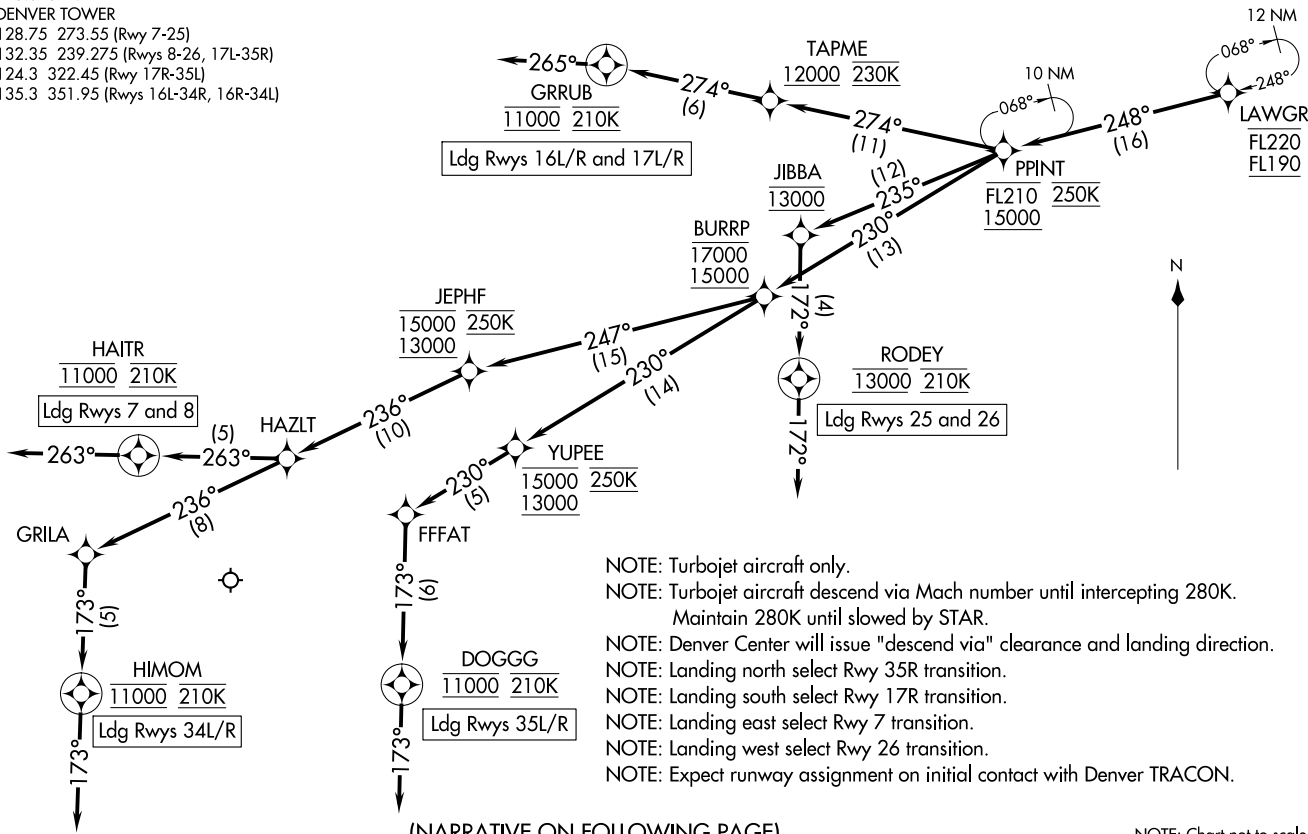 DENVER TOWER
128.75 273.55 (Rwy 7-25)
132.35 239.275 (Rwys 8-26, 17L-35R)
124.3 322.45 (Rwy 17R-35L)
135.3 351.95 (Rwys 16L-34R, 16R-34L)
12 NM
068°
248°
LAWGR
FL220
FL190
248°
(16)
10 NM
068°
PPINT
FL210 250K
15000
TAPME
12000 230K
274°
(11)
274°
(6)
265°
GRRUB
11000 210K
Ldg Rwys 16L/R and 17L/R
(12)
235°
JIBBA
13000
230°
(13)
BURRP
17000
15000
172°
(4)
RODEY
13000 210K
Ldg Rwys 25 and 26
172°
N
JEPHF
15000 250K
13000
247°
(15)
230°
(14)
HAITR
11000 210K
Ldg Rwys 7 and 8
HAZLT
236°
(10)
(5)
263°
263°
YUPEE
15000 250K
13000
230°
(5)
FFFAT
236°
(8)
GRILA
173°
(5)
HIMOM
11000 210K
Ldg Rwys 34L/R
173°
173°
(6)
DOGGG
11000 210K
Ldg Rwys 35L/R
173°
NOTE: Turbojet aircraft only.
NOTE: Turbojet aircraft descend via Mach number until intercepting 280K.
Maintain 280K until slowed by STAR.
NOTE: Denver Center will issue "descend via" clearance and landing direction.
NOTE: Landing north select Rwy 35R transition.
NOTE: Landing south select Rwy 17R transition.
NOTE: Landing east select Rwy 7 transition.
NOTE: Landing west select Rwy 26 transition.
NOTE: Expect runway assignment on initial contact with Denver TRACON.
(NARRATIVE ON FOLLOWING PAGE)
NOTE: Chart not to scale